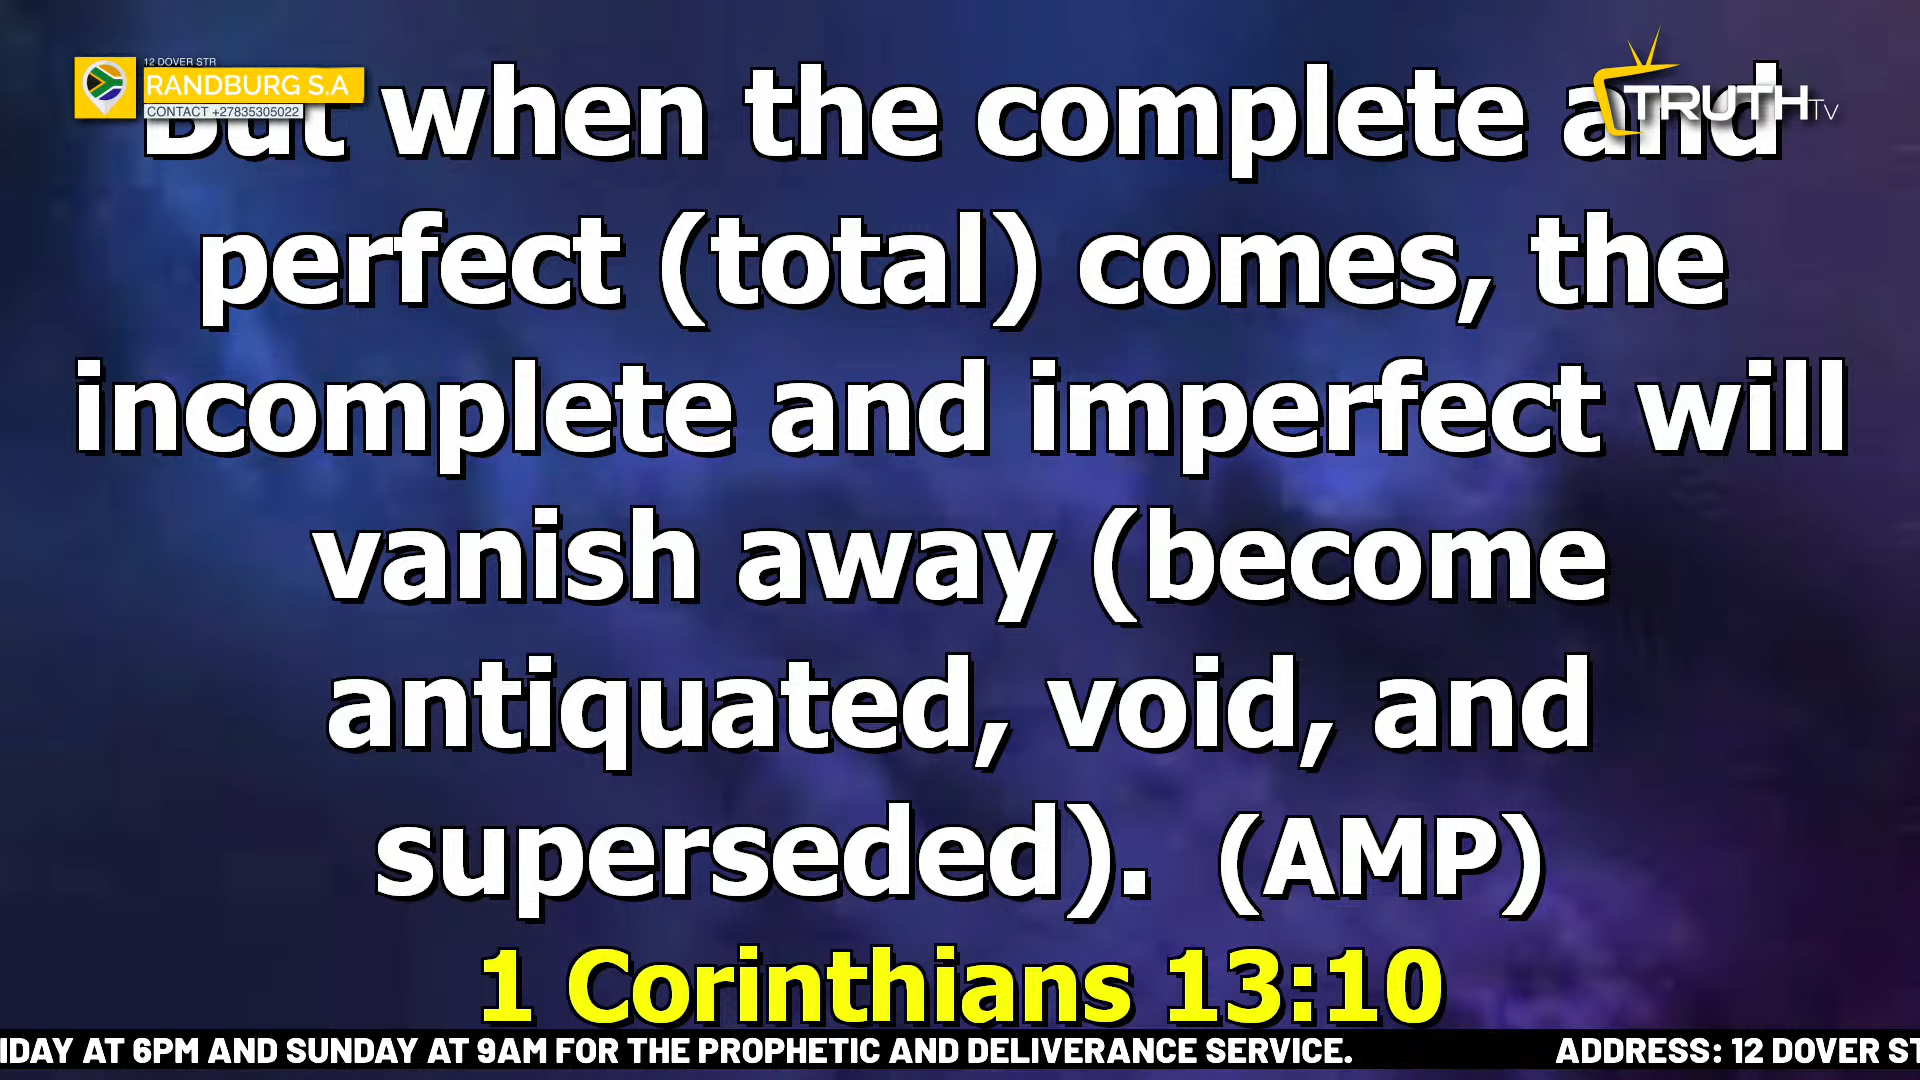 12 DOVER STR
RANDBURG S.A
CONTACT +27835305022
TRUTH TV
But when the complete and
perfect (total) comes, the
incomplete and imperfect will
vanish away (become
antiquated, void, and
superseded). (AMP)
1 Corinthians 13:10
IDAY AT 6PM AND SUNDAY AT 9AM FOR THE PROPHETIC AND DELIVERANCE SERVICE. ADDRESS: 12 DOVER ST